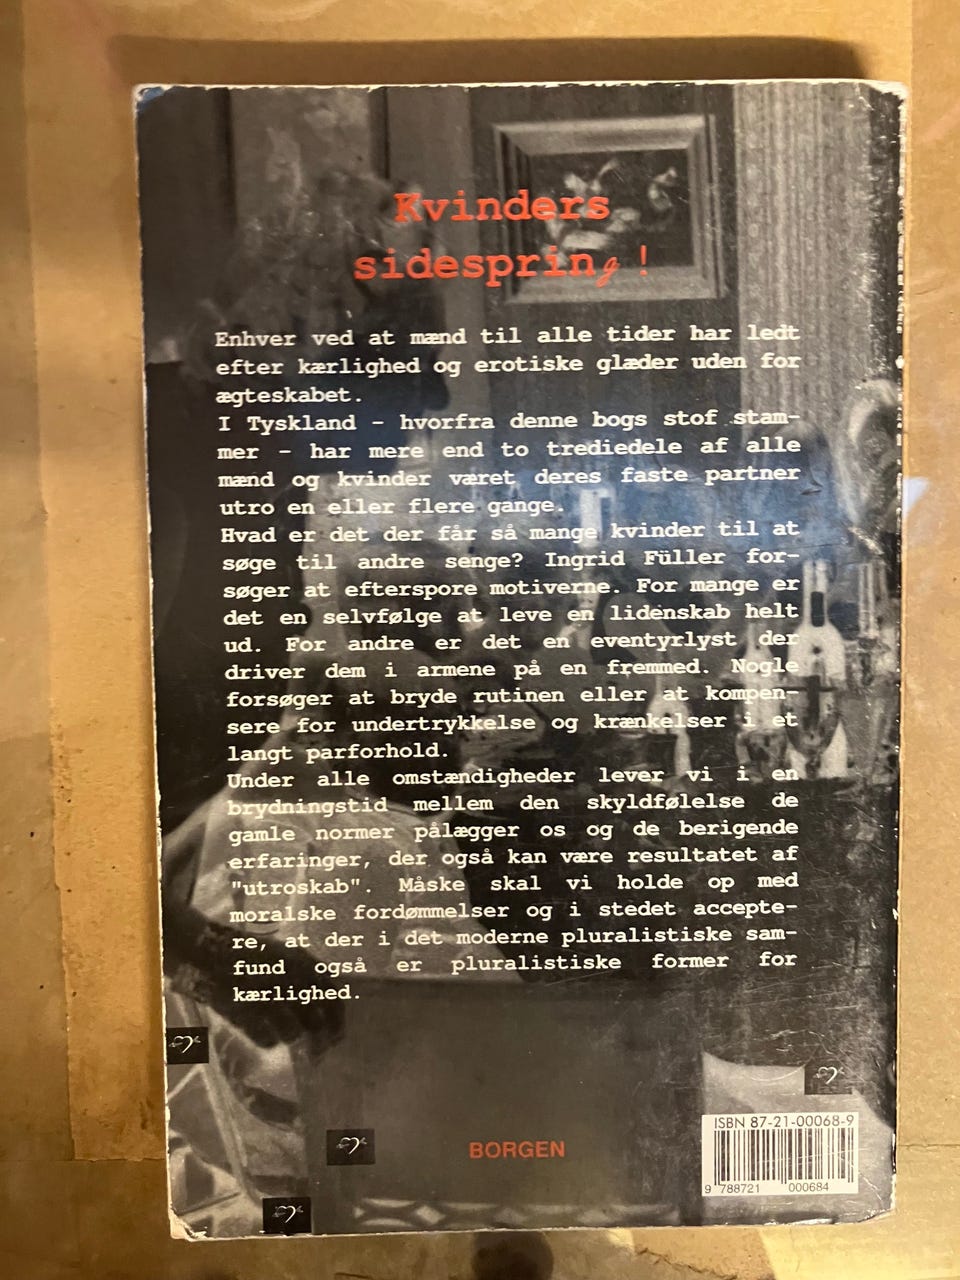 Kvinders
sidespring!
Enhver ved at mænd til alle tider har ledt
efter kærlighed og erotiske glæder uden for
ægteskabet.
I Tyskland - hvorfra denne bogs stof stam-
mer - har mere end to trediedele af alle
mænd og kvinder været deres faste partner
utro en eller flere gange.
Hvad er det der får så mange kvinder til at
søge til andre senge? Ingrid Füller for-
søger at efterspore motiverne. For mange er
det en selvfølge at leve en lidenskab helt
ud. For andre er det en eventyrlyst der
driver dem i armene på en fremmed. Nogle
forsøger at bryde rutinen eller at kompen-
sere for undertrykkelse og krænkelser i et
langt parforhold.
Under alle omstændigheder lever vi i en
brydningstid mellem den skyldfølelse de
gamle normer pålægger os og de berigende
erfaringer, der også kan være resultatet af
"utroskab". Måske skal vi holde op med
moralske fordømmelser og i stedet accepte-
re, at der i det moderne pluralistiske sam-
fund også er pluralistiske former for
kærlighed.
BORGEN
ISBN 87-21-00068-9
9 788721 000684